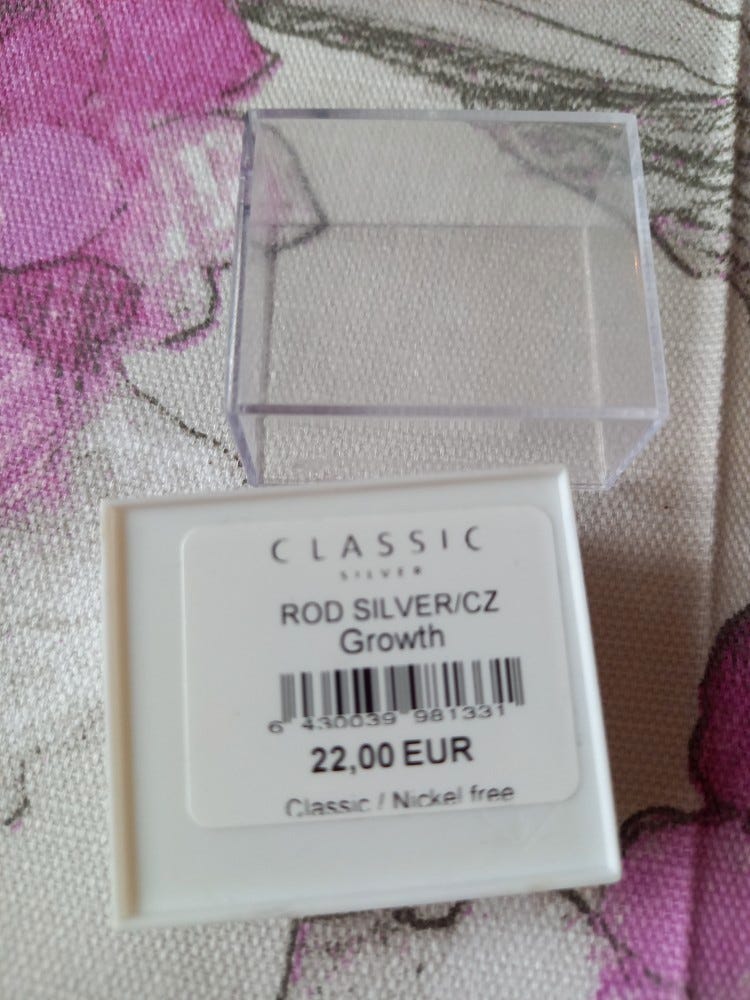 CLASSIC
SILVER
ROD SILVER/CZ
Growth
6 430039 981331
22,00 EUR
Classic / Nickel free